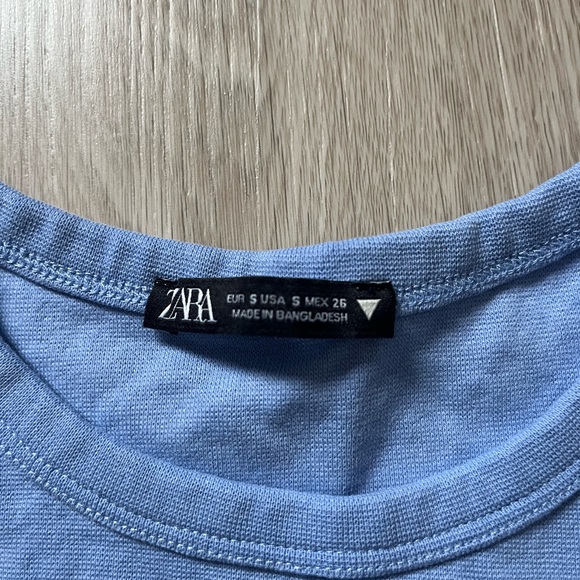 ZARA
EUR S USA S MEX 26
MADE IN BANGLADESH